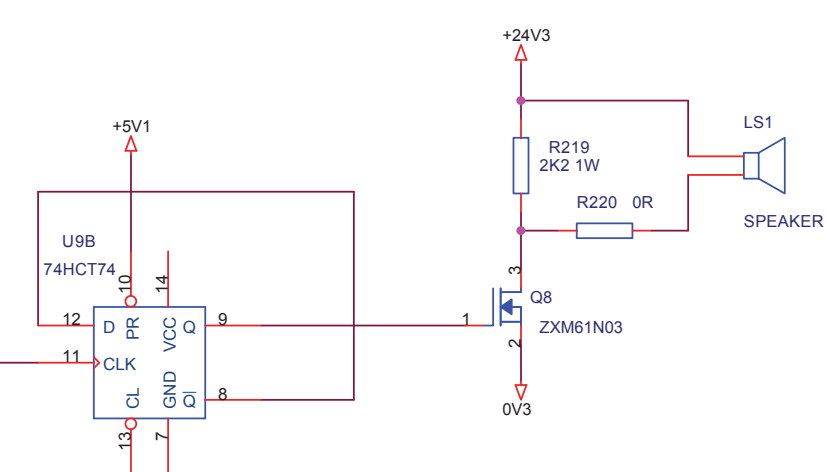 +24V3
+5V1
LS1
R219
2K2 1W
R220 0R
SPEAKER
U9B
74HCT74
10
14
3
Q8
12
D
PR
VCC
Q
9
1
ZXM61N03
11
CLK
2
CL
GND
Q|
8
0V3
13
7